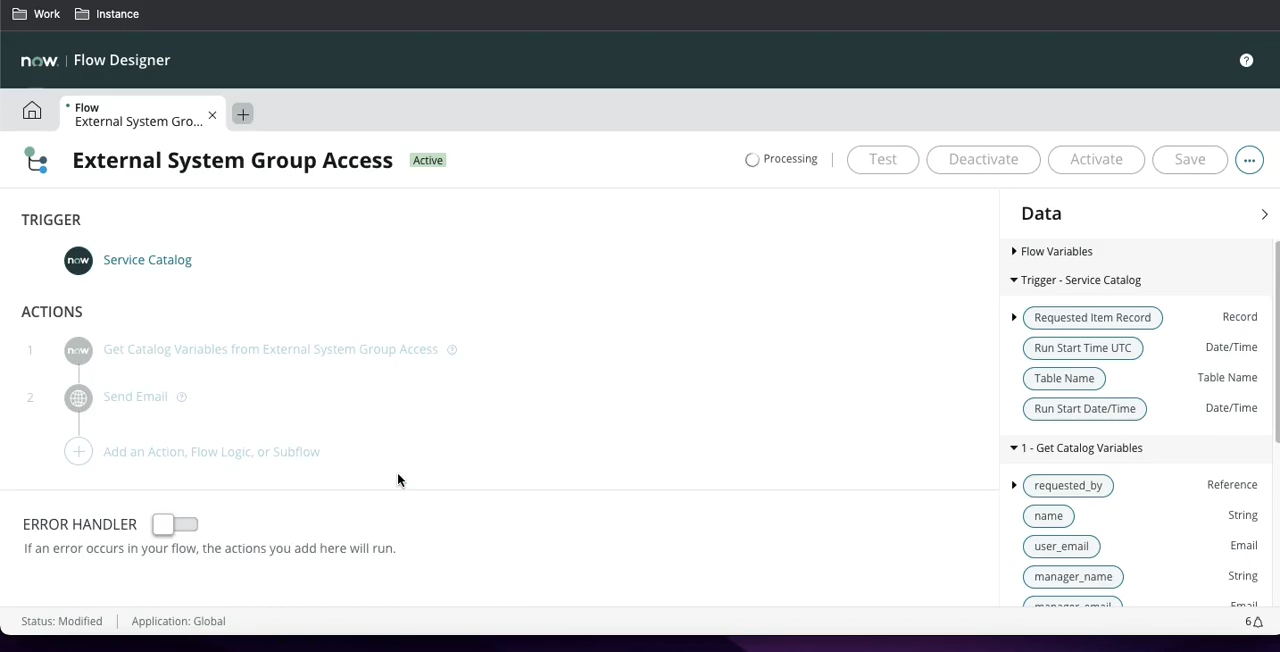 Work Instance
now. | Flow Designer
Flow
External System Gro...
External System Group Access Active
Processing Test Deactivate Activate Save
TRIGGER
now Service Catalog
ACTIONS
1 now Get Catalog Variables from External System Group Access
2 Send Email
Add an Action, Flow Logic, or Subflow
ERROR HANDLER
If an error occurs in your flow, the actions you add here will run.
Data
Flow Variables
Trigger - Service Catalog
Requested Item Record Record
Run Start Time UTC Date/Time
Table Name Table Name
Run Start Date/Time Date/Time
1 - Get Catalog Variables
requested_by Reference
name String
user_email Email
manager_name String
manager_email Email
Status: Modified Application: Global 6